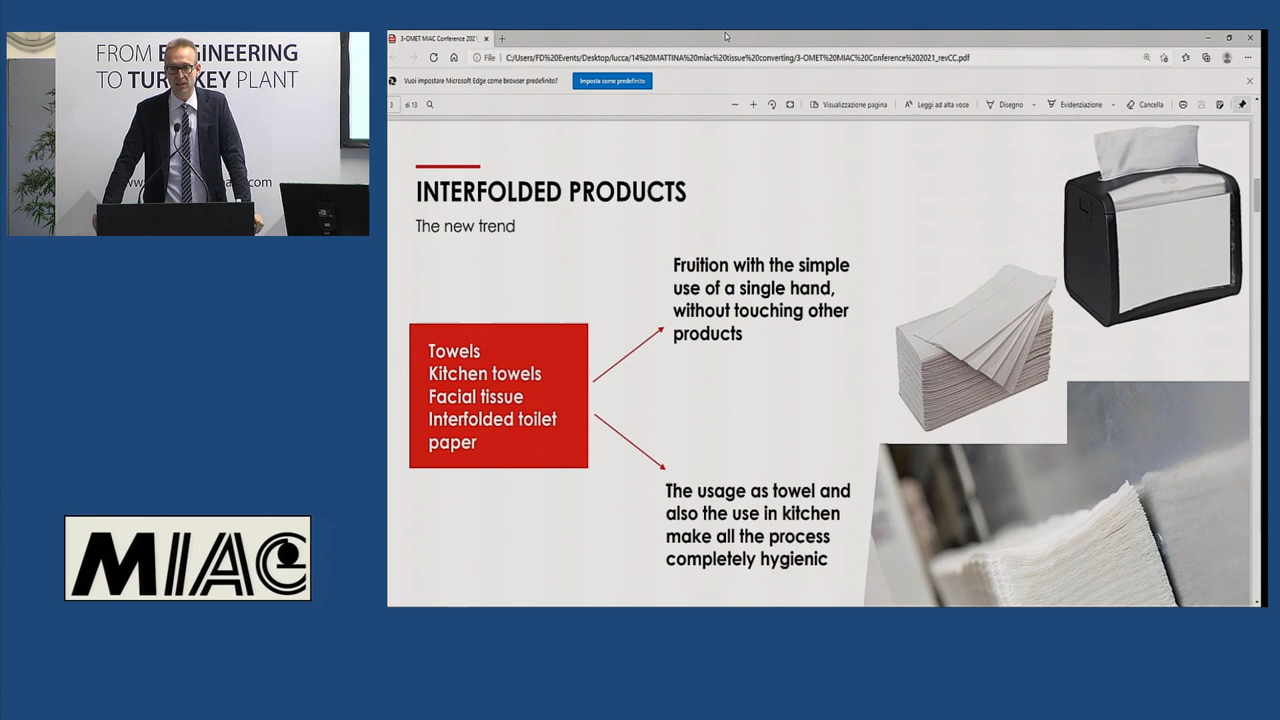 FROM ENGINEERING
TO TURNKEY PLANT
.com
MIAC
3-OMET MIAC Conference 2021_
File
C:/Users/FD%20Events/Desktop/lucca/14%20MATTINA%20miac%20tissue%20converting/3-OMET%20MIAC%20Conference%202021_revCC.pdf
Vuoi impostare Microsoft Edge come browser predefinito?
Imposta come predefinito
3
di 13
Visualizzazione pagina
Leggi ad alta voce
Disegno
Evidenziazione
Cancella
INTERFOLDED PRODUCTS
The new trend
Fruition with the simple
use of a single hand,
without touching other
products
Towels
Kitchen towels
Facial tissue
Interfolded toilet
paper
The usage as towel and
also the use in kitchen
make all the process
completely hygienic